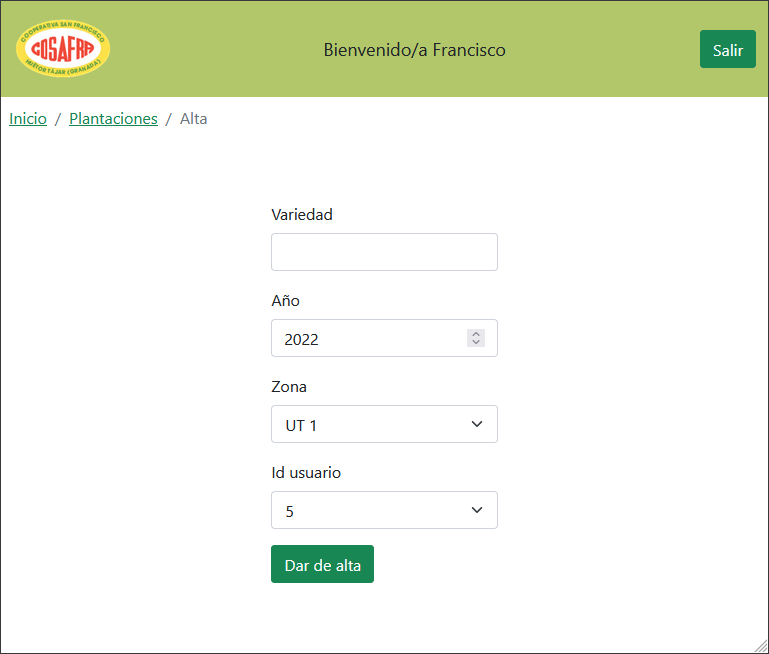 COOPERATIVA SAN FRANCISCO
COSAFRA
HUETOR TAJAR (GRANADA)
Bienvenido/a Francisco
Salir
Inicio / Plantaciones / Alta
Variedad
Año
2022
Zona
UT 1
Id usuario
5
Dar de alta